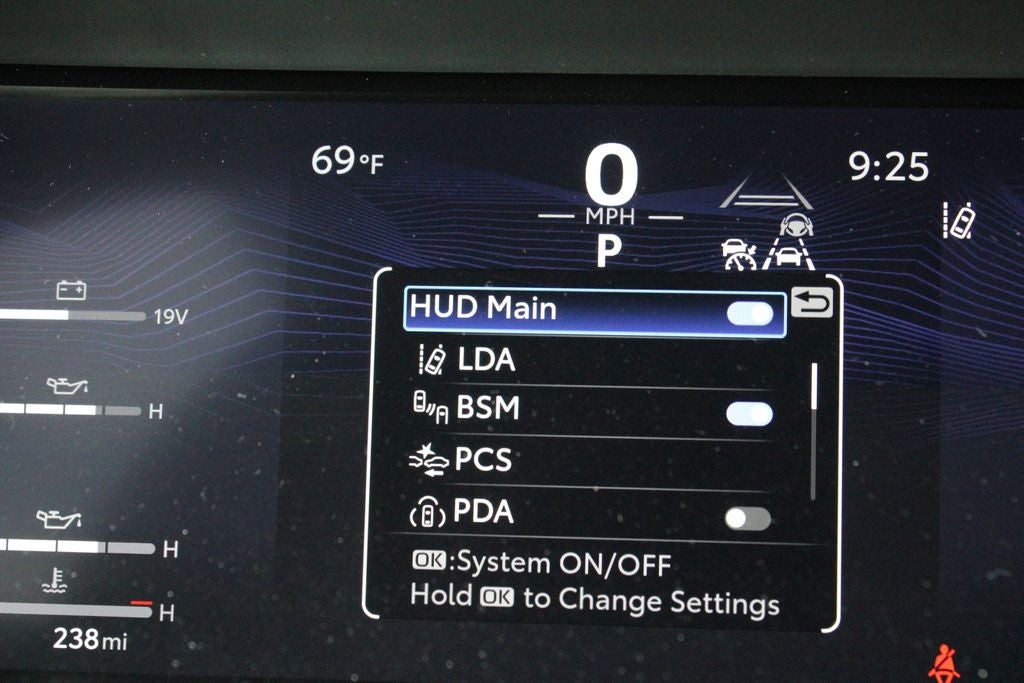 69°F
0
MPH
P
9:25
19V
H
H
H
238mi
HUD Main
LDA
BSM
PCS
PDA
OK:System ON/OFF
Hold OK to Change Settings